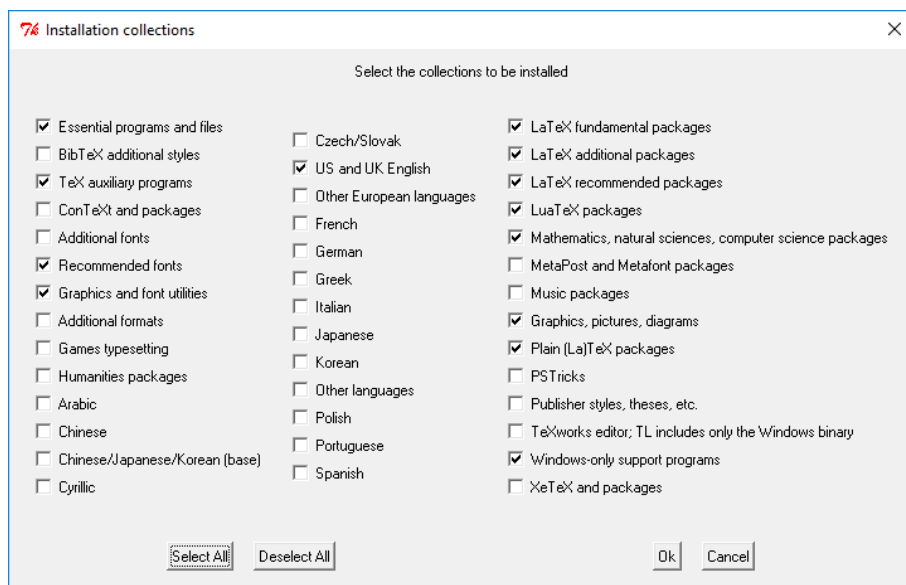 Installation collections
Select the collections to be installed
Essential programs and files
BibTeX additional styles
TeX auxiliary programs
ConTeXt and packages
Additional fonts
Recommended fonts
Graphics and font utilities
Additional formats
Games typesetting
Humanities packages
Arabic
Chinese
Chinese/Japanese/Korean (base)
Cyrillic
Czech/Slovak
US and UK English
Other European languages
French
German
Greek
Italian
Japanese
Korean
Other languages
Polish
Portuguese
Spanish
LaTeX fundamental packages
LaTeX additional packages
LaTeX recommended packages
LuaTeX packages
Mathematics, natural sciences, computer science packages
MetaPost and Metafont packages
Music packages
Graphics, pictures, diagrams
Plain (La)TeX packages
PSTricks
Publisher styles, theses, etc.
TeXworks editor; TL includes only the Windows binary
Windows-only support programs
XeTeX and packages
Select All
Deselect All
Ok
Cancel